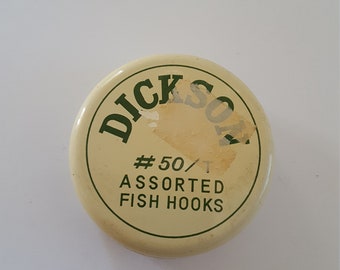 DICKSON
#50/T
ASSORTED
FISH HOOKS